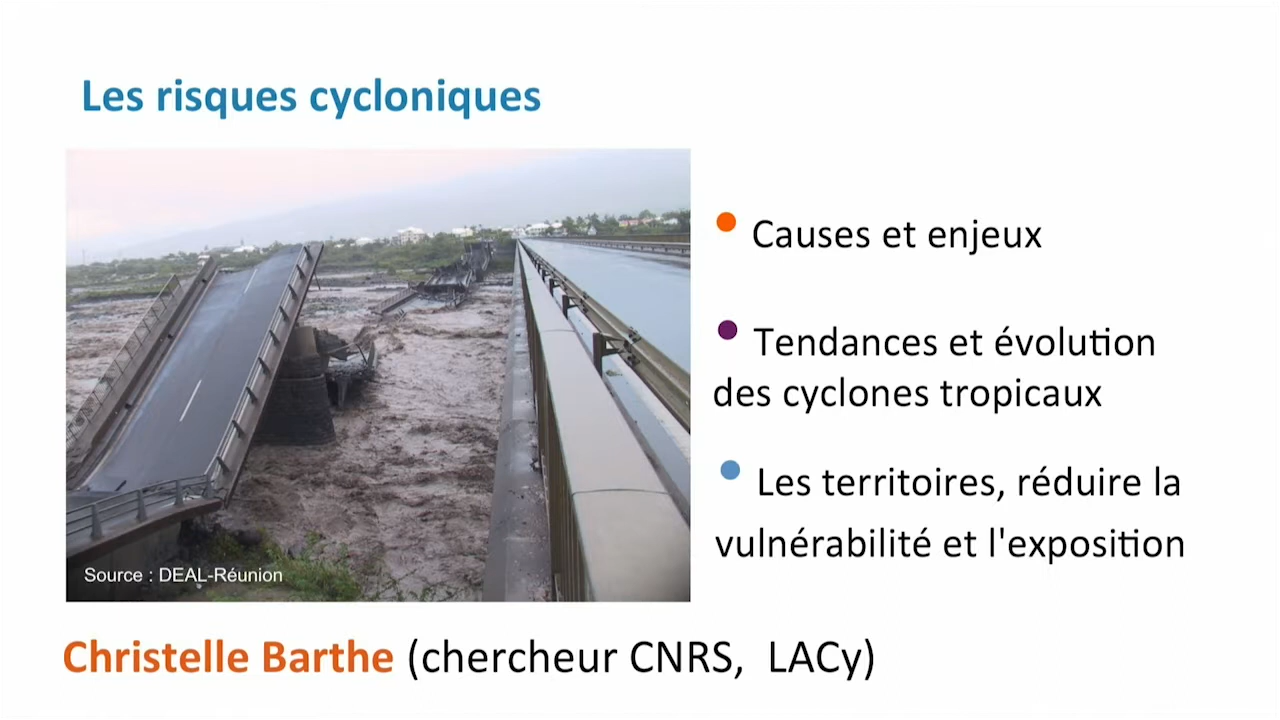 Les risques cycloniques
• Causes et enjeux
• Tendances et évolution
des cyclones tropicaux
• Les territoires, réduire la
vulnérabilité et l'exposition
Source : DEAL-Réunion
Christelle Barthe (chercheur CNRS, LACy)